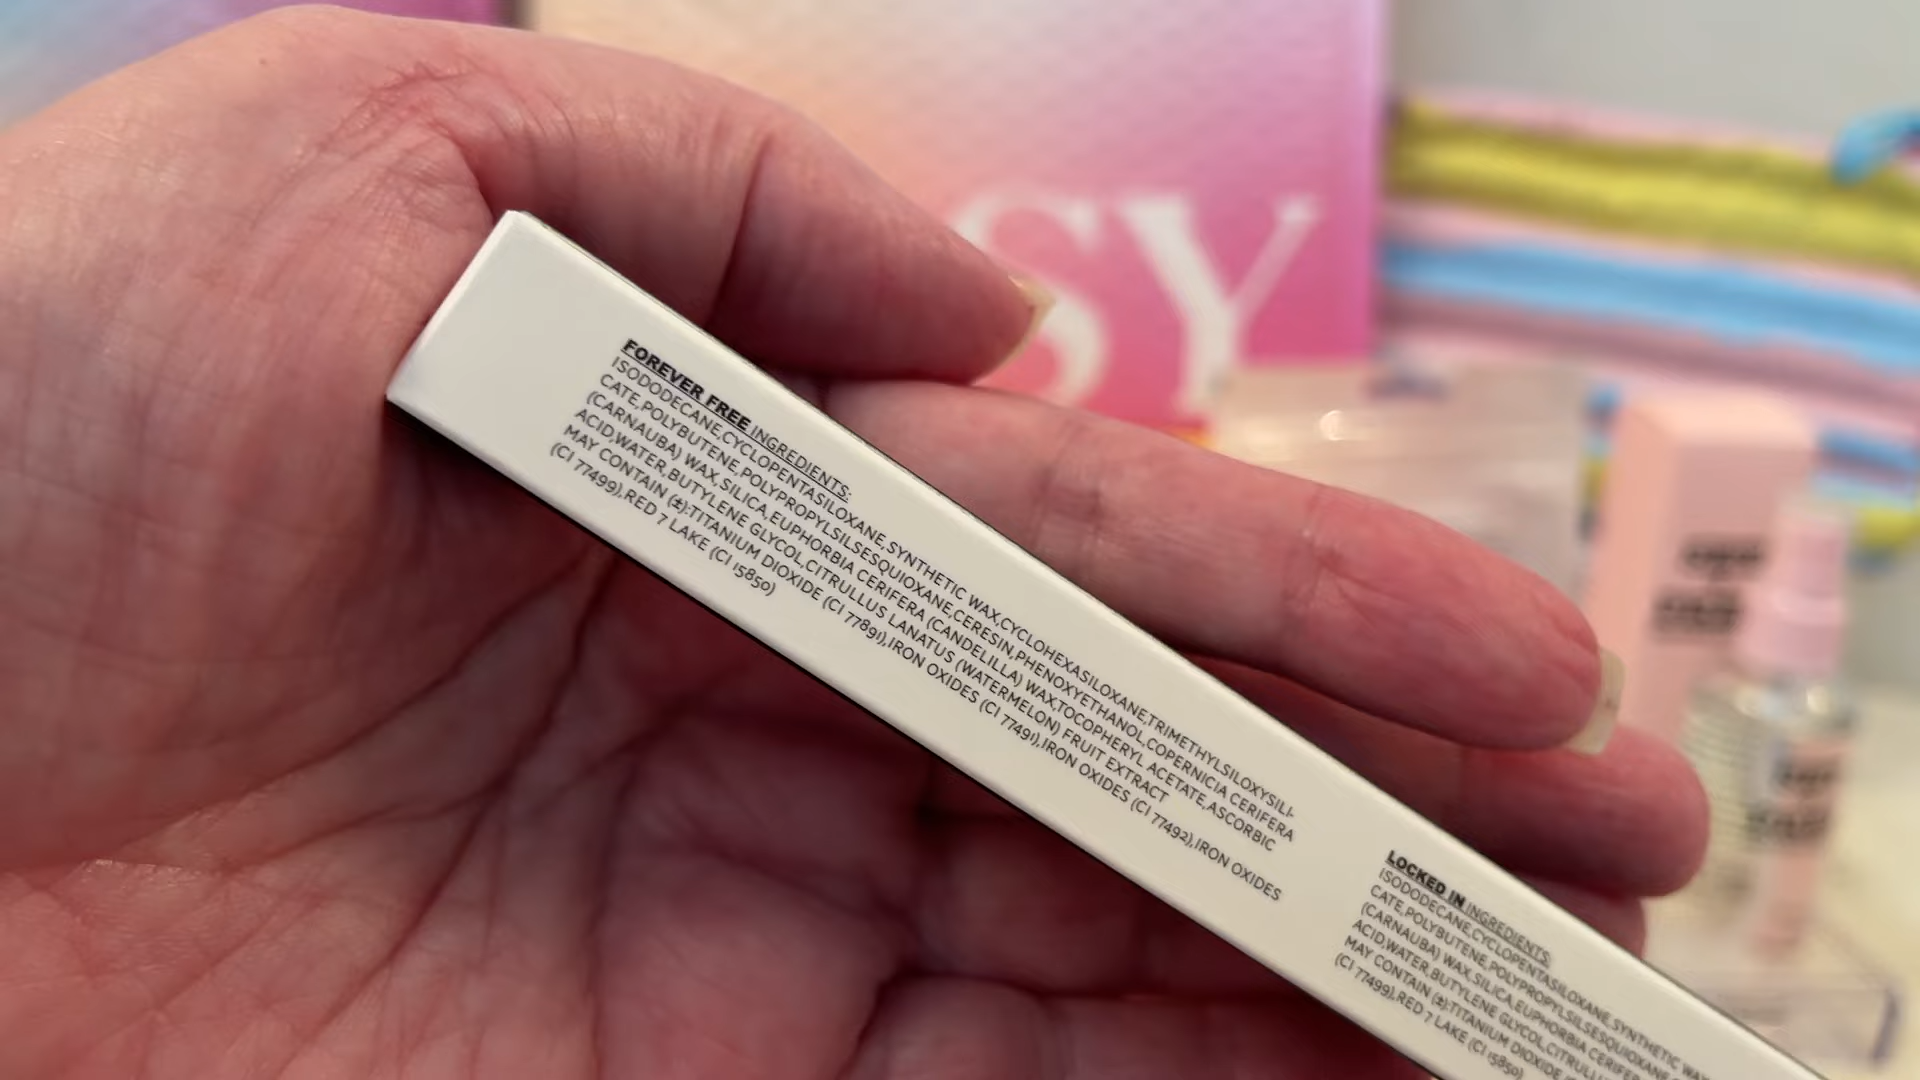 SY
FOREVER FREE INGREDIENTS:
ISODODECANE,CYCLOPENTASILOXANE,SYNTHETIC WAX,CYCLOHEXASILOXANE,TRIMETHYLSILOXYSILI-
CATE,POLYBUTENE,POLYPROPYLSILSESQUIOXANE,CERESIN,PHENOXYETHANOL,COPERNICIA CERIFERA
(CARNAUBA) WAX,SILICA,EUPHORBIA CERIFERA (CANDELILLA) WAX,TOCOPHERYL ACETATE,ASCORBIC
ACID,WATER,BUTYLENE GLYCOL,CITRULLUS LANATUS (WATERMELON) FRUIT EXTRACT
MAY CONTAIN (±):TITANIUM DIOXIDE (CI 77891),IRON OXIDES (CI 77491),IRON OXIDES (CI 77492),IRON OXIDES
(CI 77499),RED 7 LAKE (CI 15850)
LOCKED IN INGREDIENTS:
ISODODECANE,CYCLOPENTASILOXANE,SYNTHETIC WAX
CATE,POLYBUTENE,POLYPROPYLSILSESQUIOXANE
(CARNAUBA) WAX,SILICA,EUPHORBIA
ACID,WATER,BUTYLENE GLYCOL
MAY CONTAIN (±):TITANIUM DIOXIDE
(CI 77499),RED 7 LAKE (CI 15850)